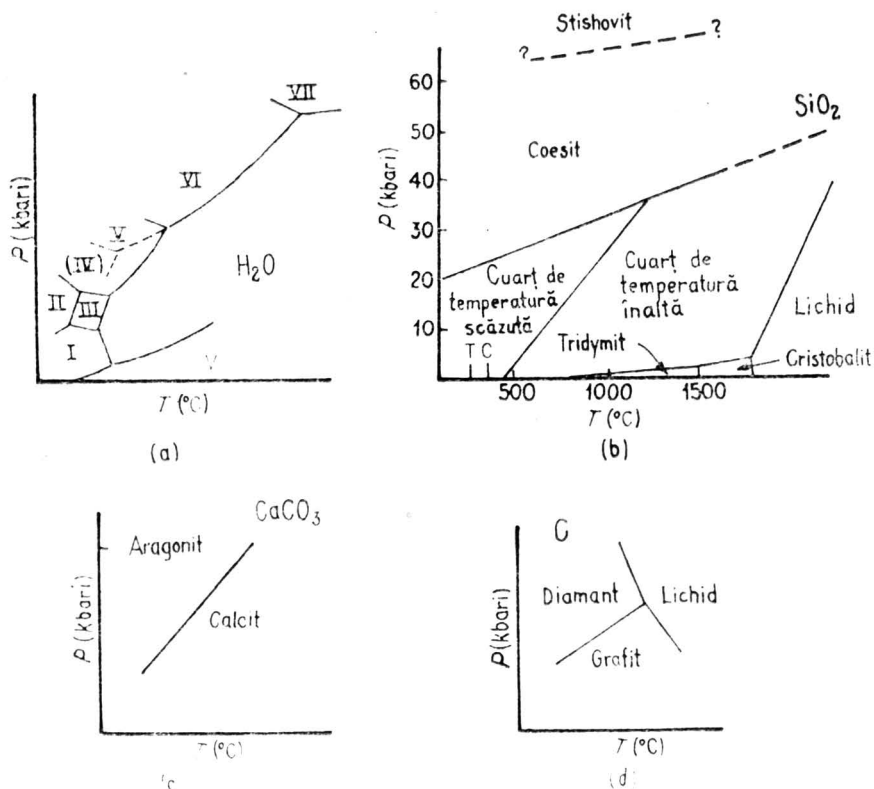 VII
VI
V
(IV)
II
III
I
H₂O
V
P (kbari)
T (°C)
(a)
Stishovit
? ?
SiO₂
60
50
40
30
20
10
Coesit
Cuarț de
temperatură
scăzută
Cuarț de
temperatură
înaltă
Lichid
Tridymit
Cristobalit
T C
500 1000 1500
P (kbari)
T (°C)
(b)
CaCO₃
Aragonit
Calcit
P (kbari)
T (°C)
(c
C
Diamant
Lichid
Grafit
P (kbari)
T (°C)
(d)